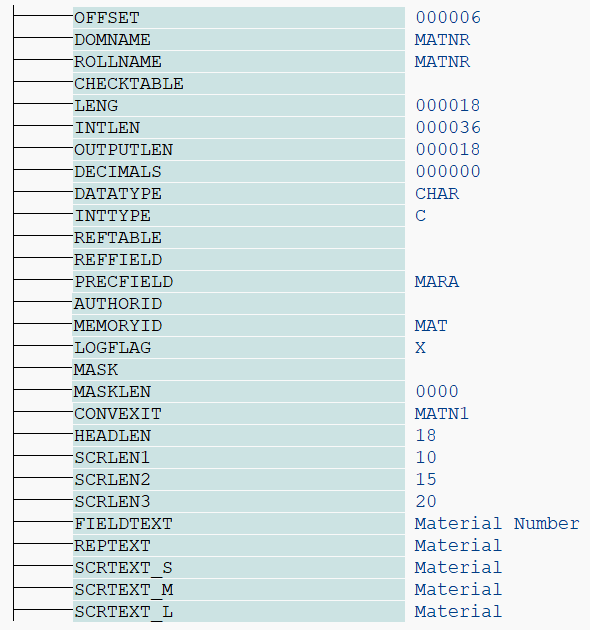 OFFSET 000006
DOMNAME MATNR
ROLLNAME MATNR
CHECKTABLE
LENG 000018
INTLEN 000036
OUTPUTLEN 000018
DECIMALS 000000
DATATYPE CHAR
INTTYPE C
REFTABLE
REFFIELD
PRECFIELD MARA
AUTHORID
MEMORYID MAT
LOGFLAG X
MASK
MASKLEN 0000
CONVEXIT MATN1
HEADLEN 18
SCRLEN1 10
SCRLEN2 15
SCRLEN3 20
FIELDTEXT Material Number
REPTEXT Material
SCRTEXT_S Material
SCRTEXT_M Material
SCRTEXT_L Material